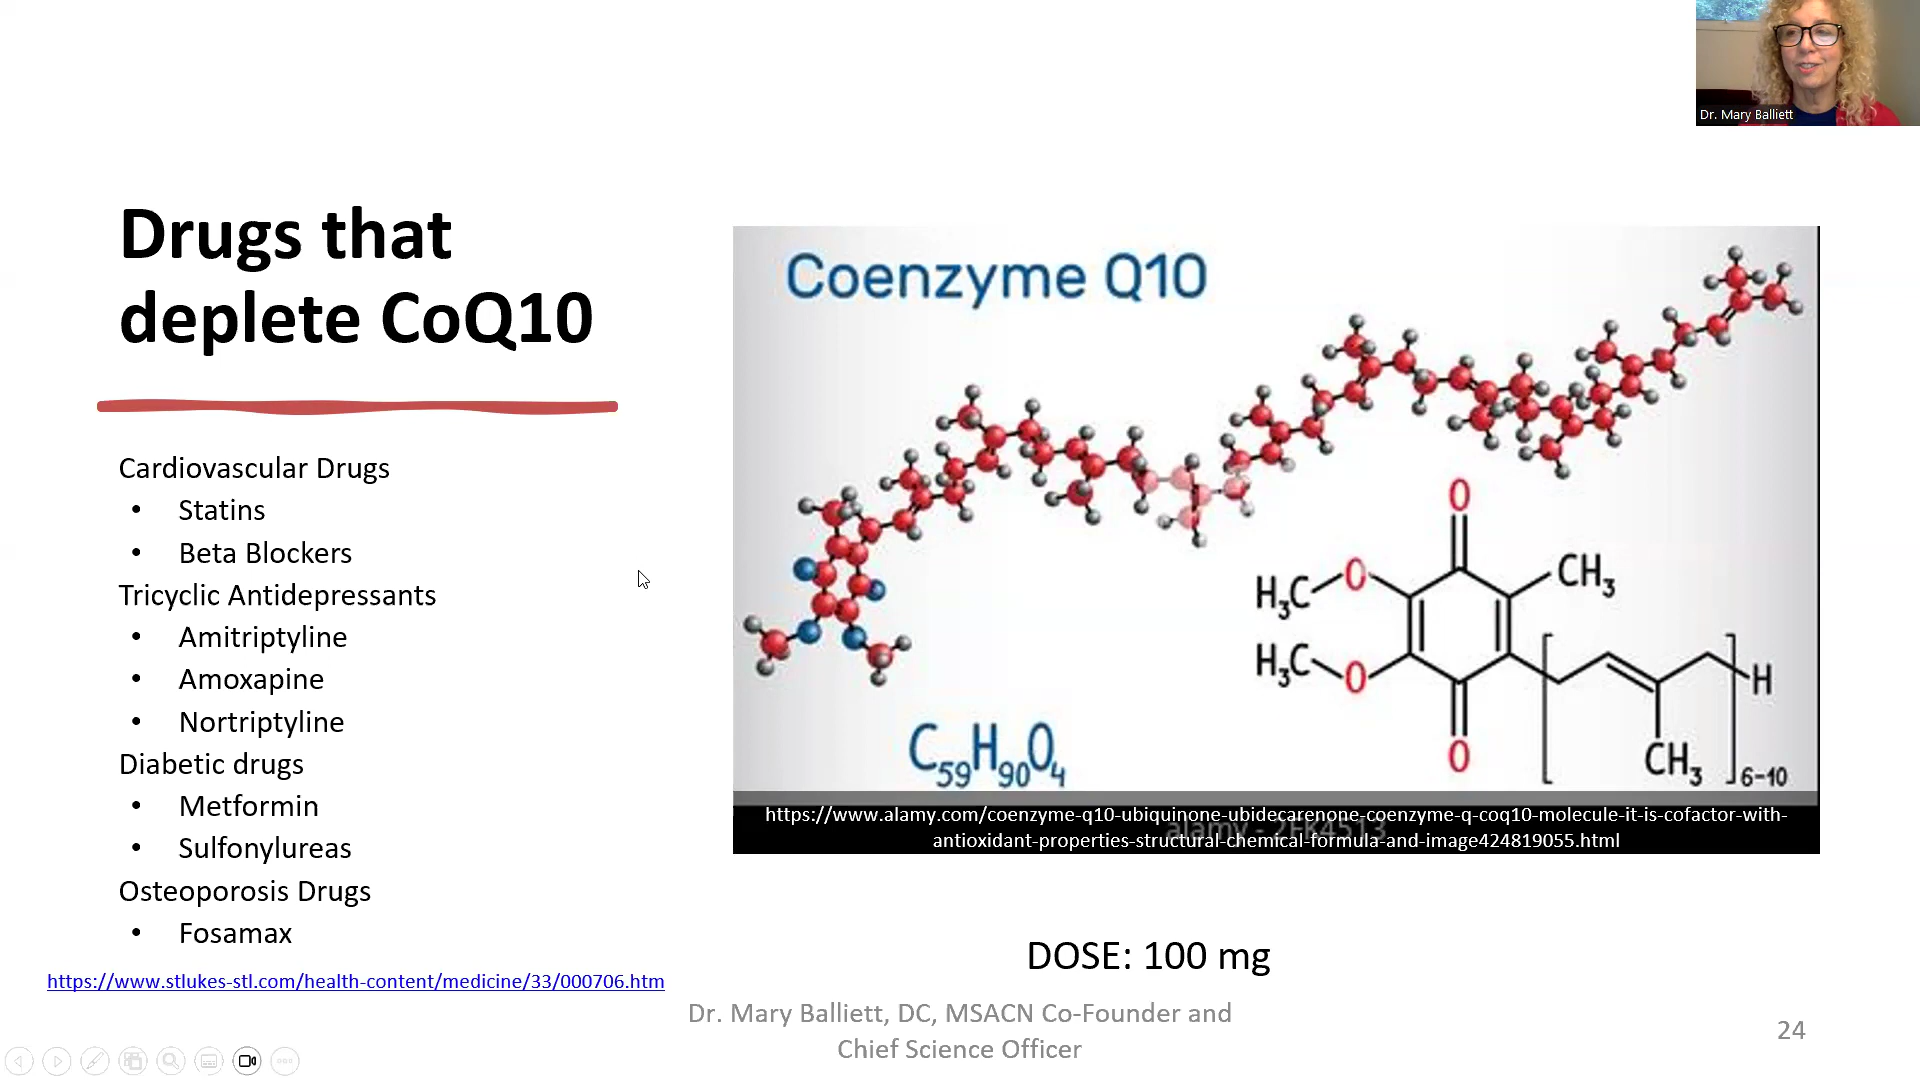 Dr. Mary Balliett
Drugs that
deplete CoQ10
Cardiovascular Drugs
• Statins
• Beta Blockers
Tricyclic Antidepressants
• Amitriptyline
• Amoxapine
• Nortriptyline
Diabetic drugs
• Metformin
• Sulfonylureas
Osteoporosis Drugs
• Fosamax
https://www.stlukes-stl.com/health-content/medicine/33/000706.htm
Coenzyme Q10
O
H₃C O CH₃
H₃C O H
O CH₃ 6-10
C₅₉H₉₀O₄
https://www.alamy.com/coenzyme-q10-ubiquinone-ubidecarenone-coenzyme-q-coq10-molecule-it-is-cofactor-with-
antioxidant-properties-structural-chemical-formula-and-image424819055.html
alamy - 2FK4513
DOSE: 100 mg
Dr. Mary Balliett, DC, MSACN Co-Founder and
Chief Science Officer
24